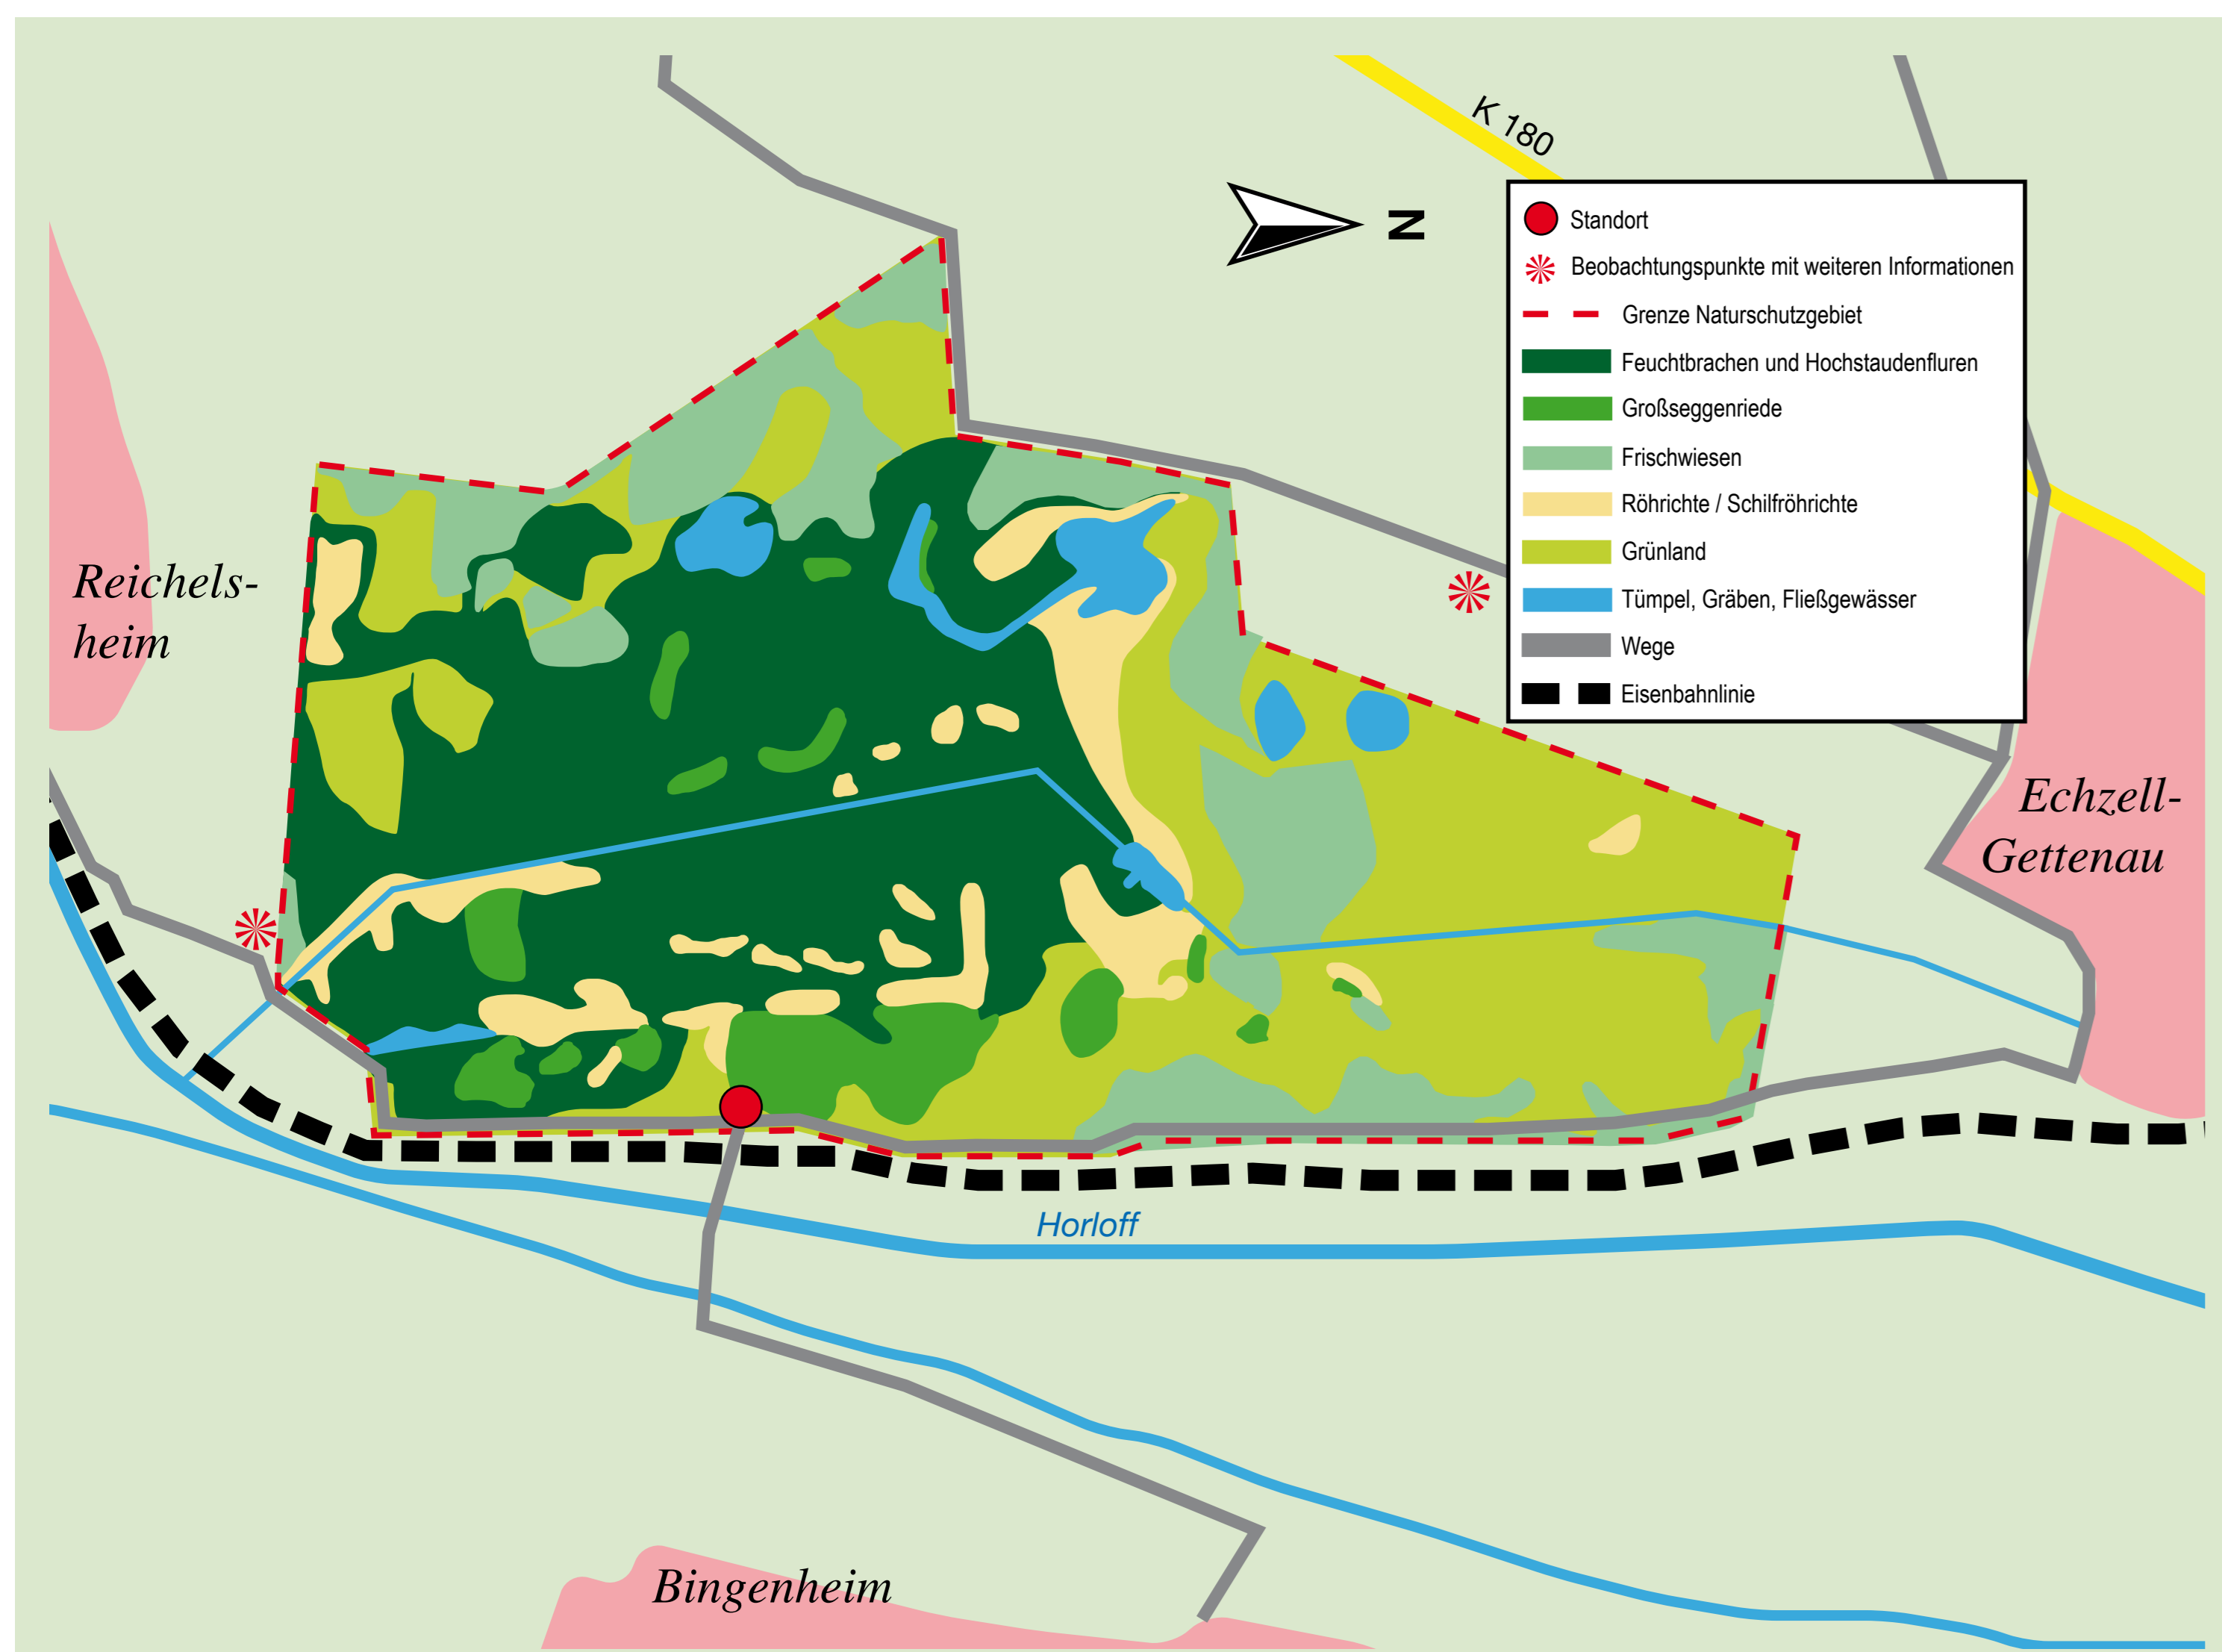 K 180
N
Standort
Beobachtungspunkte mit weiteren Informationen
Grenze Naturschutzgebiet
Feuchtbrachen und Hochstaudenfluren
Großseggenriede
Frischwiesen
Röhrichte / Schilfröhrichte
Grünland
Tümpel, Gräben, Fließgewässer
Wege
Eisenbahnlinie
Reichels-
heim
Echzell-
Gettenau
Horloff
Bingenheim